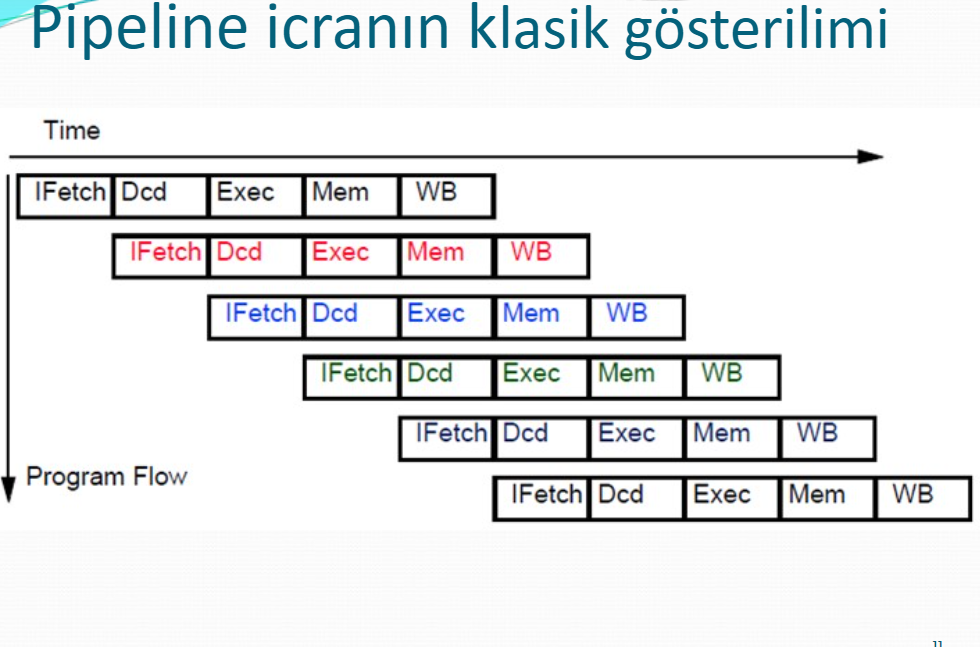 Pipeline icranın klasik gösterilimi
Time
IFetch Dcd Exec Mem WB
IFetch Dcd Exec Mem WB
IFetch Dcd Exec Mem WB
IFetch Dcd Exec Mem WB
IFetch Dcd Exec Mem WB
Program Flow
IFetch Dcd Exec Mem WB
11